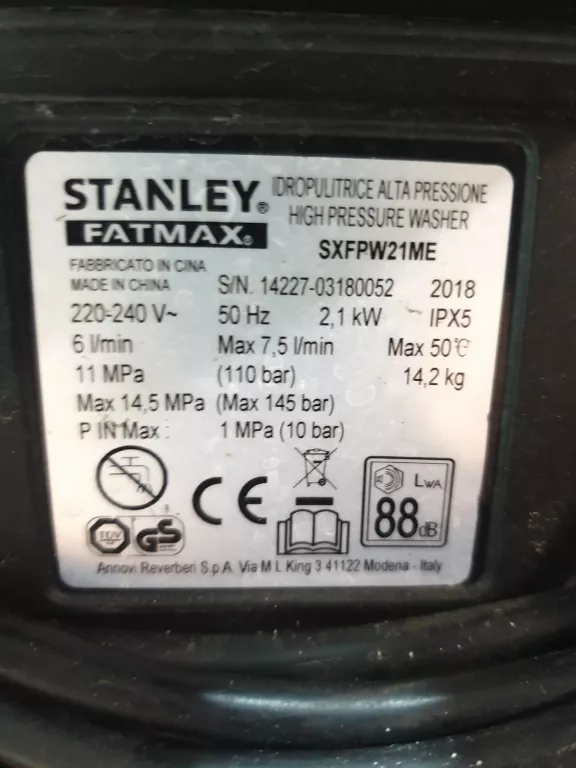 STANLEY® IDROPULITRICE ALTA PRESSIONE
FATMAX® HIGH PRESSURE WASHER
SXFPW21ME
FABBRICATO IN CINA
MADE IN CHINA S/N. 14227-03180052 2018
220-240 V~ 50 Hz 2,1 kW IPX5
6 l/min Max 7,5 l/min Max 50°C
11 MPa (110 bar) 14,2 kg
Max 14,5 MPa (Max 145 bar)
P IN Max : 1 MPa (10 bar)
CE
LWA
88dB
TÜV GS
Annovi Reverberi S.p.A. Via M L King 3 41122 Modena - Italy